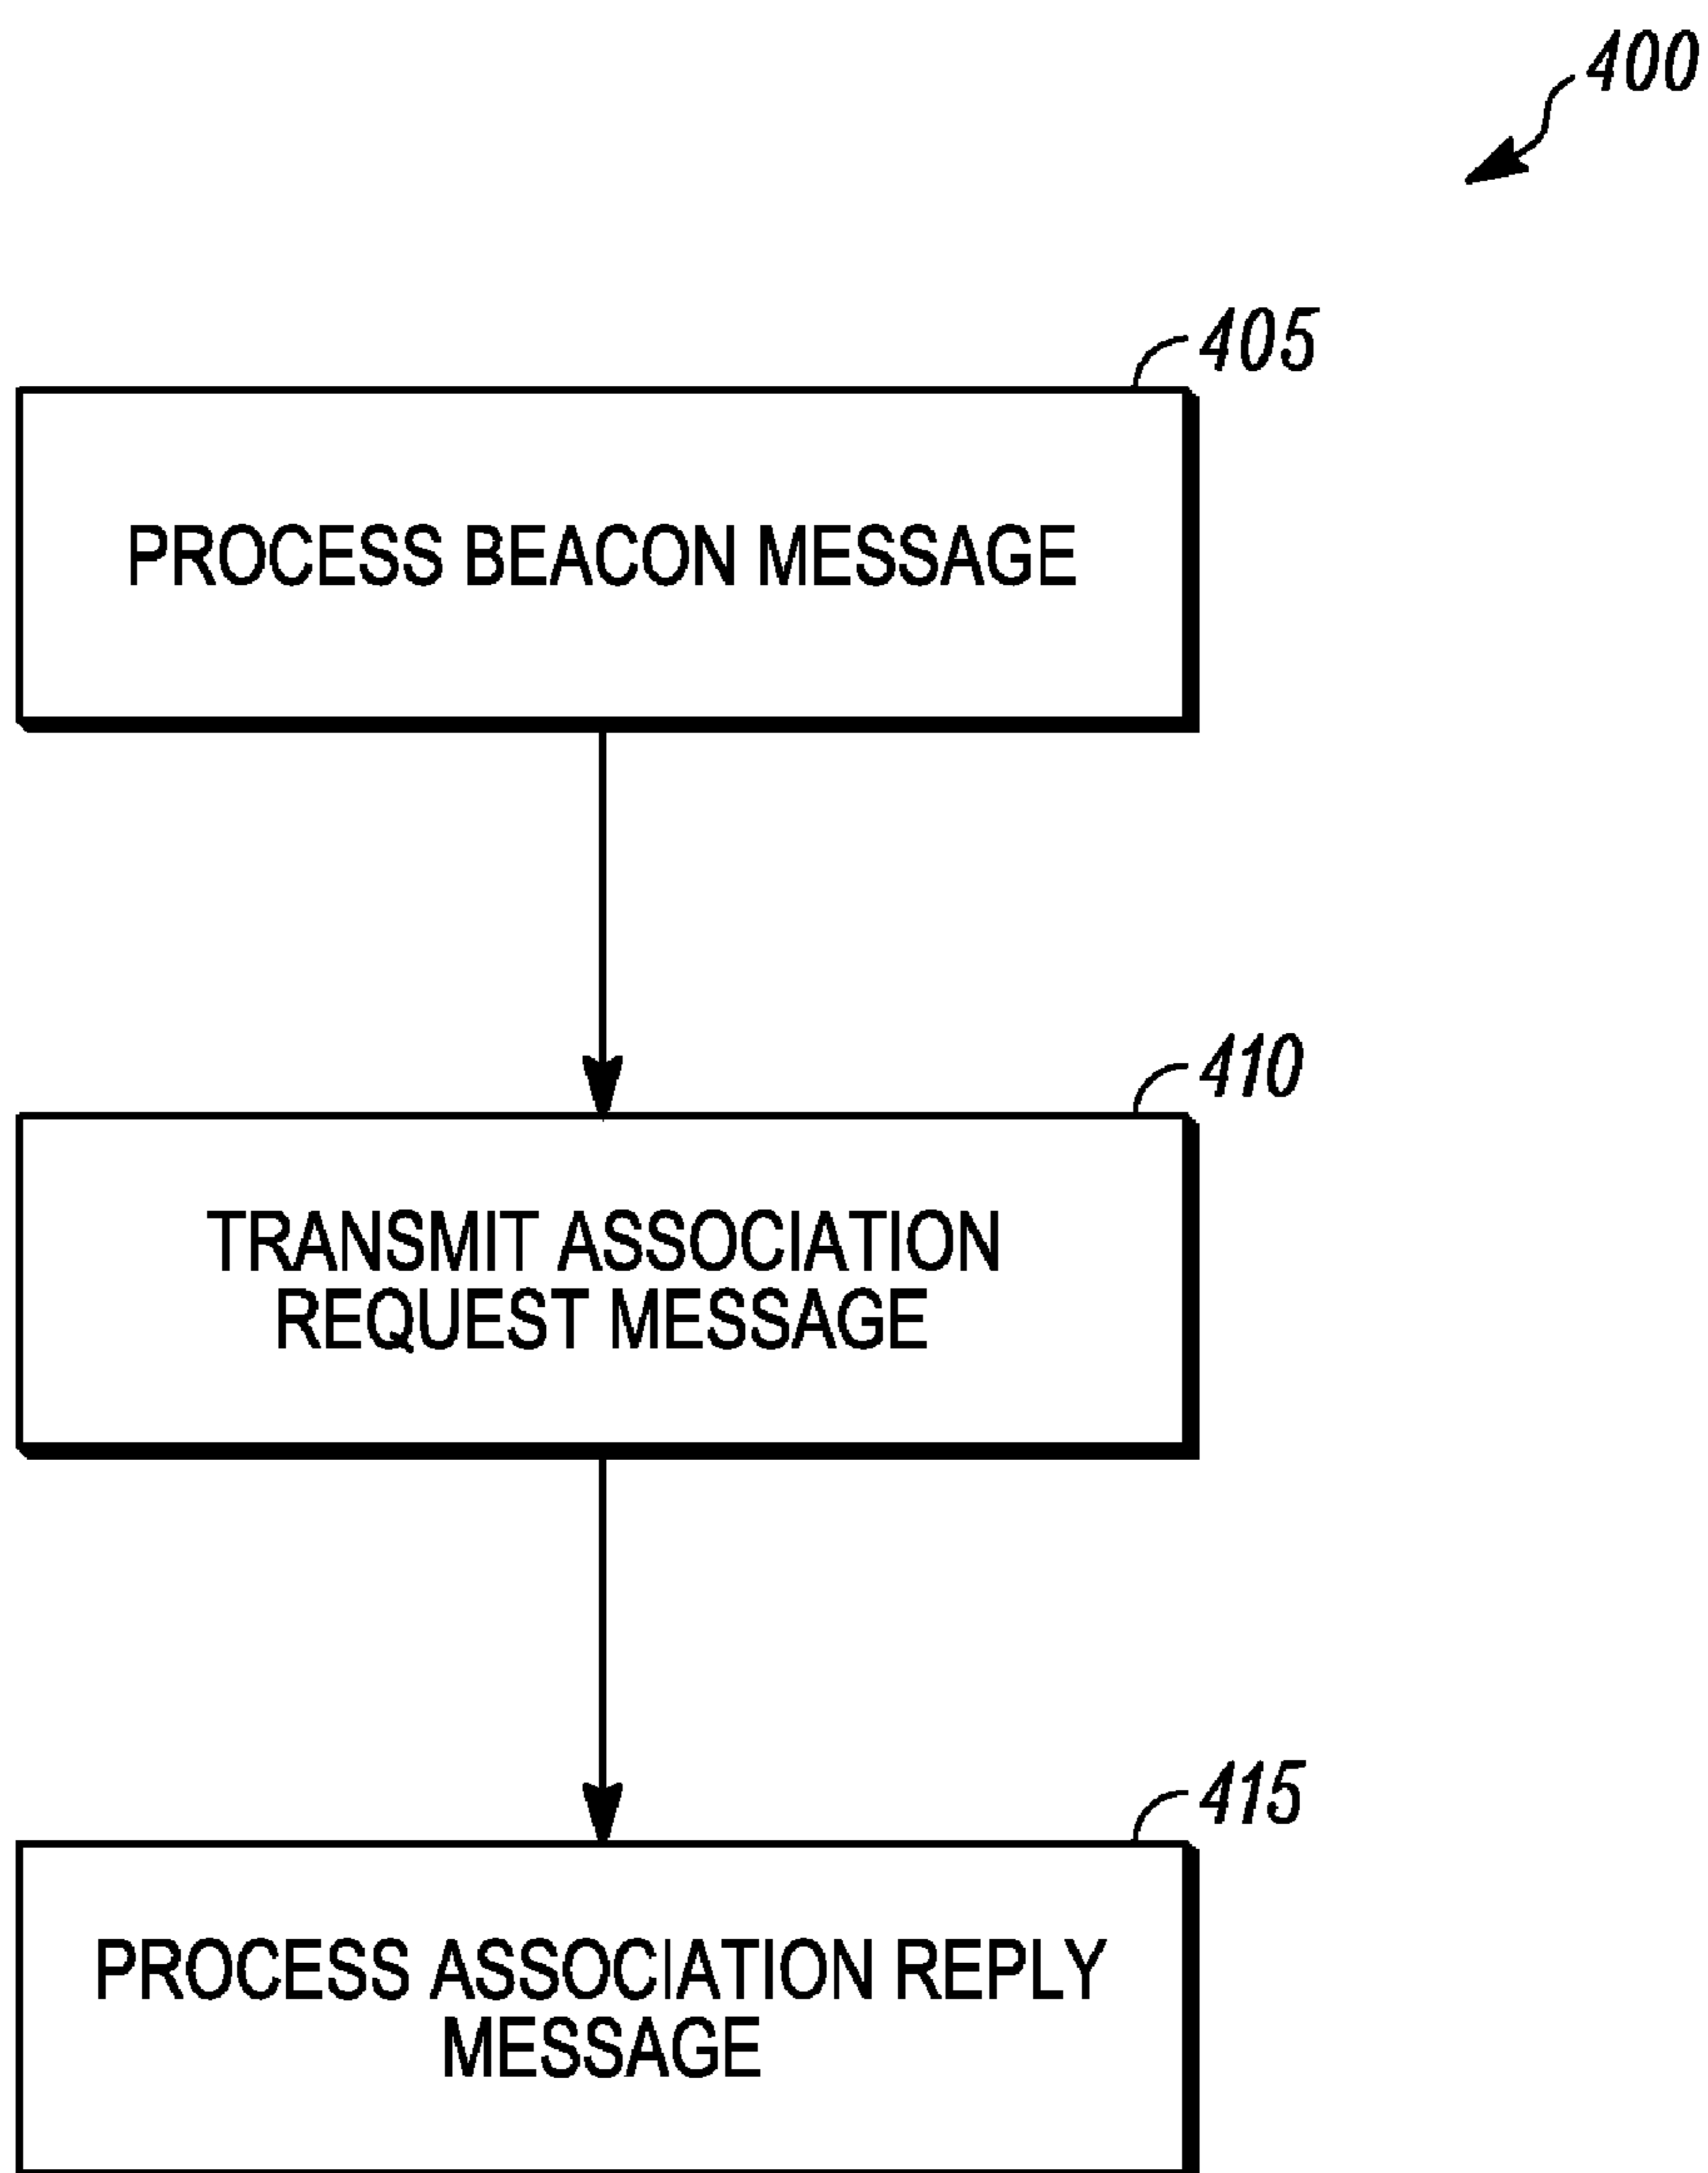 400
405
PROCESS BEACON MESSAGE
410
TRANSMIT ASSOCIATION
REQUEST MESSAGE
415
PROCESS ASSOCIATION REPLY
MESSAGE